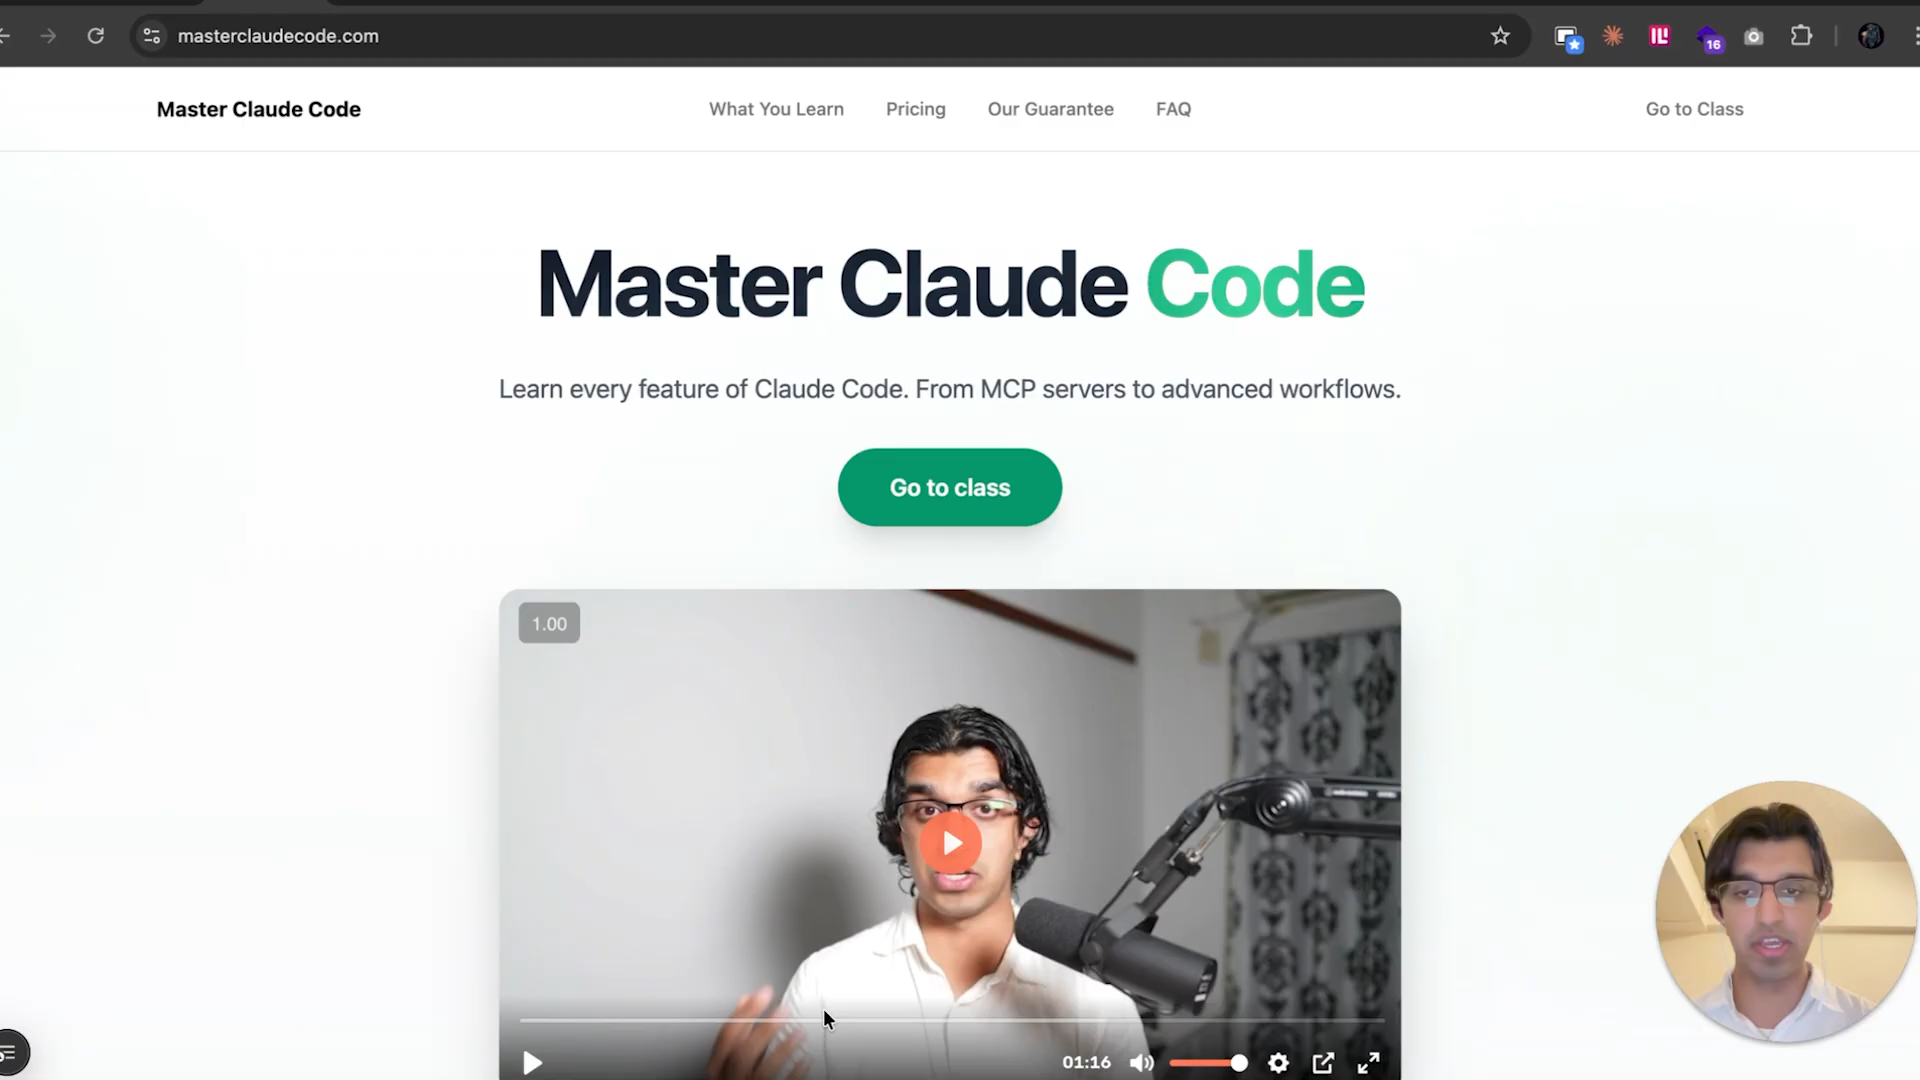 masterclaudecode.com
16
Master Claude Code
What You Learn
Pricing
Our Guarantee
FAQ
Go to Class
Master Claude Code
Learn every feature of Claude Code. From MCP servers to advanced workflows.
Go to class
1.00
01:16